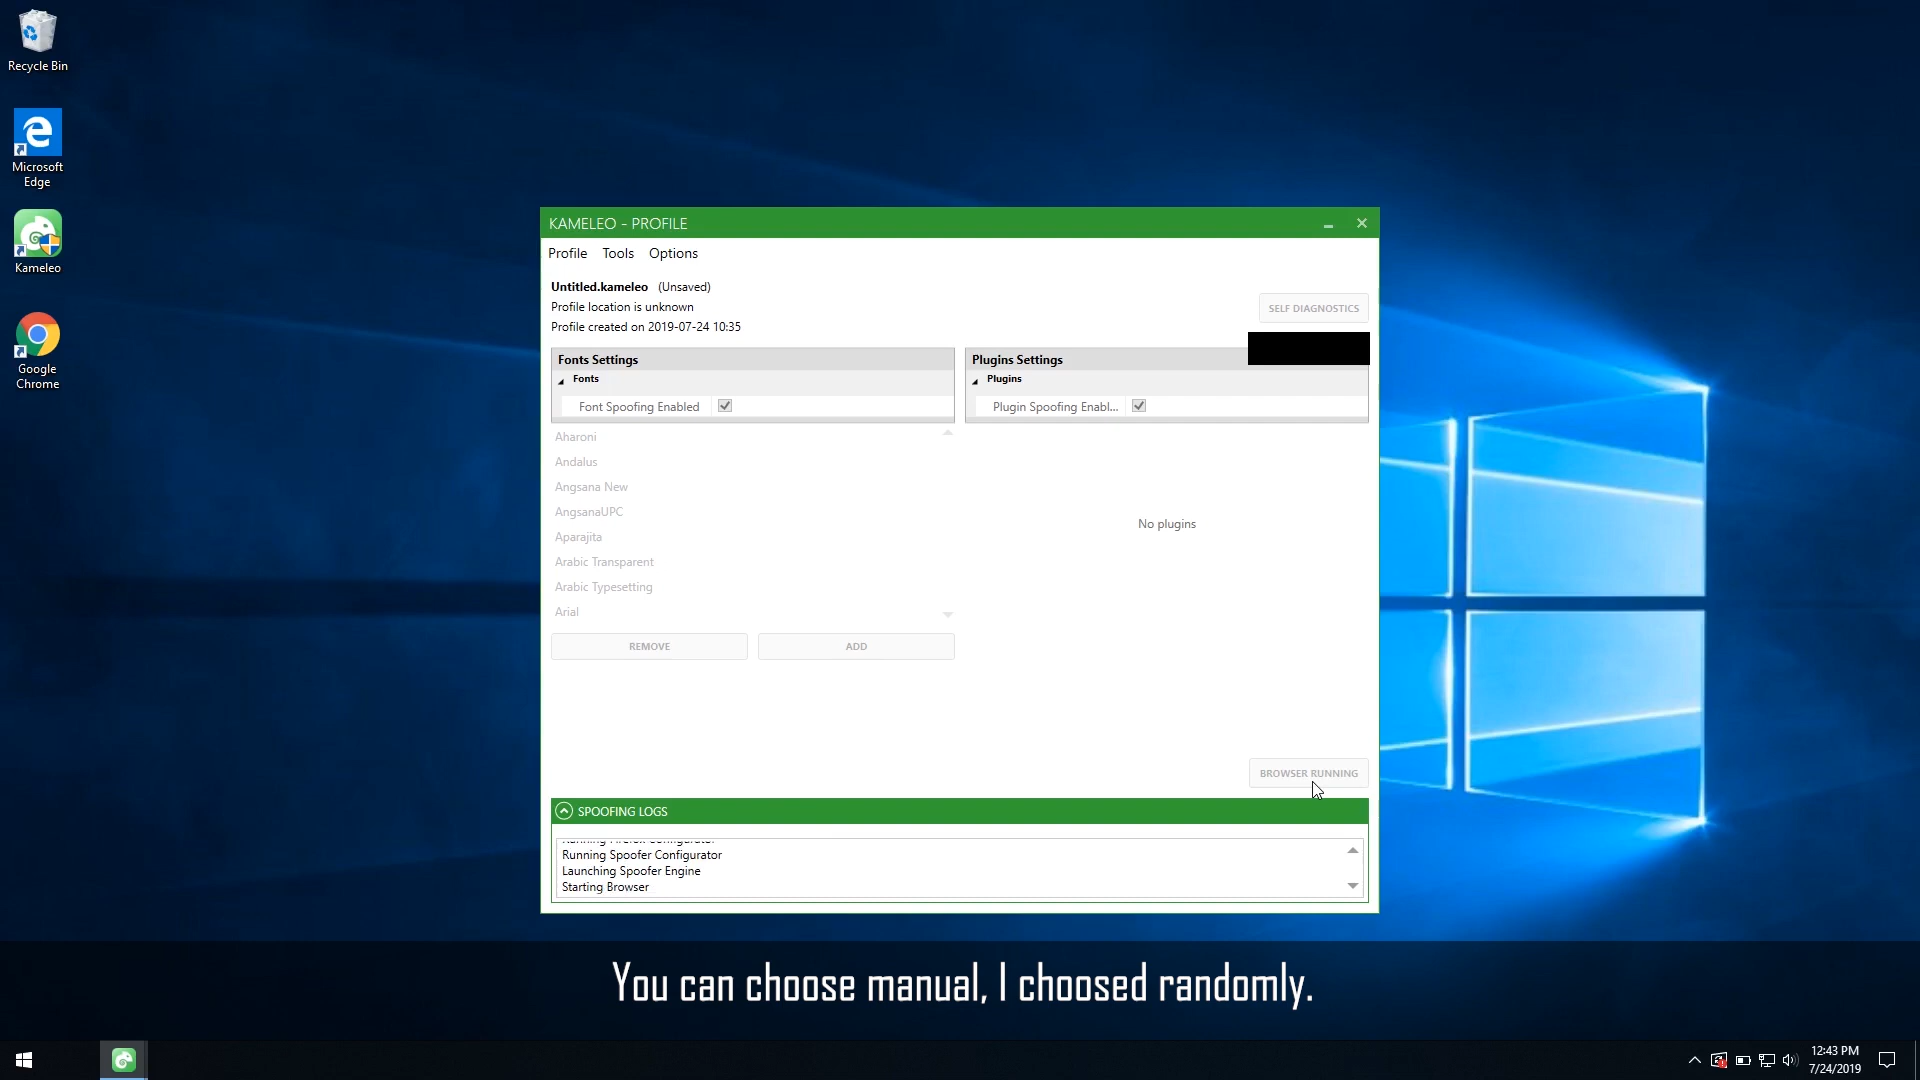 Recycle Bin
Microsoft
Edge
Kameleo
Google
Chrome
KAMELEO - PROFILE
Profile Tools Options
Untitled.kameleo (Unsaved)
Profile location is unknown
Profile created on 2019-07-24 10:35
SELF DIAGNOSTICS
Fonts Settings
Fonts
Font Spoofing Enabled
Aharoni
Andalus
Angsana New
AngsanaUPC
Aparajita
Arabic Transparent
Arabic Typesetting
Arial
REMOVE ADD
Plugins Settings
Plugins
Plugin Spoofing Enabl...
No plugins
BROWSER RUNNING
SPOOFING LOGS
Running Firefox Configurator
Running Spoofer Configurator
Launching Spoofer Engine
Starting Browser
You can choose manual, I choosed randomly.
12:43 PM
7/24/2019